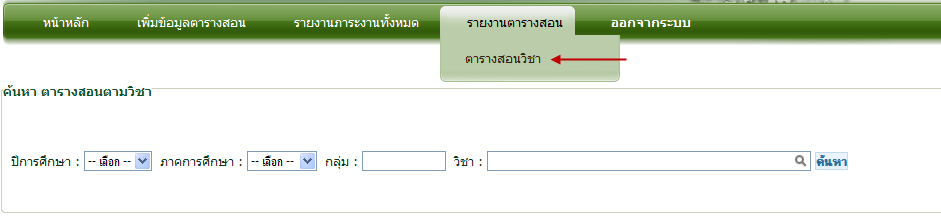 หน้าหลัก เพิ่มข้อมูลตารางสอน รายงานภาระงานทั้งหมด รายงานตารางสอน ออกจากระบบ
ตารางสอนวิชา
ค้นหา ตารางสอนตามวิชา
ปีการศึกษา : -- เลือก -- ภาคการศึกษา : -- เลือก -- กลุ่ม : วิชา : ค้นหา